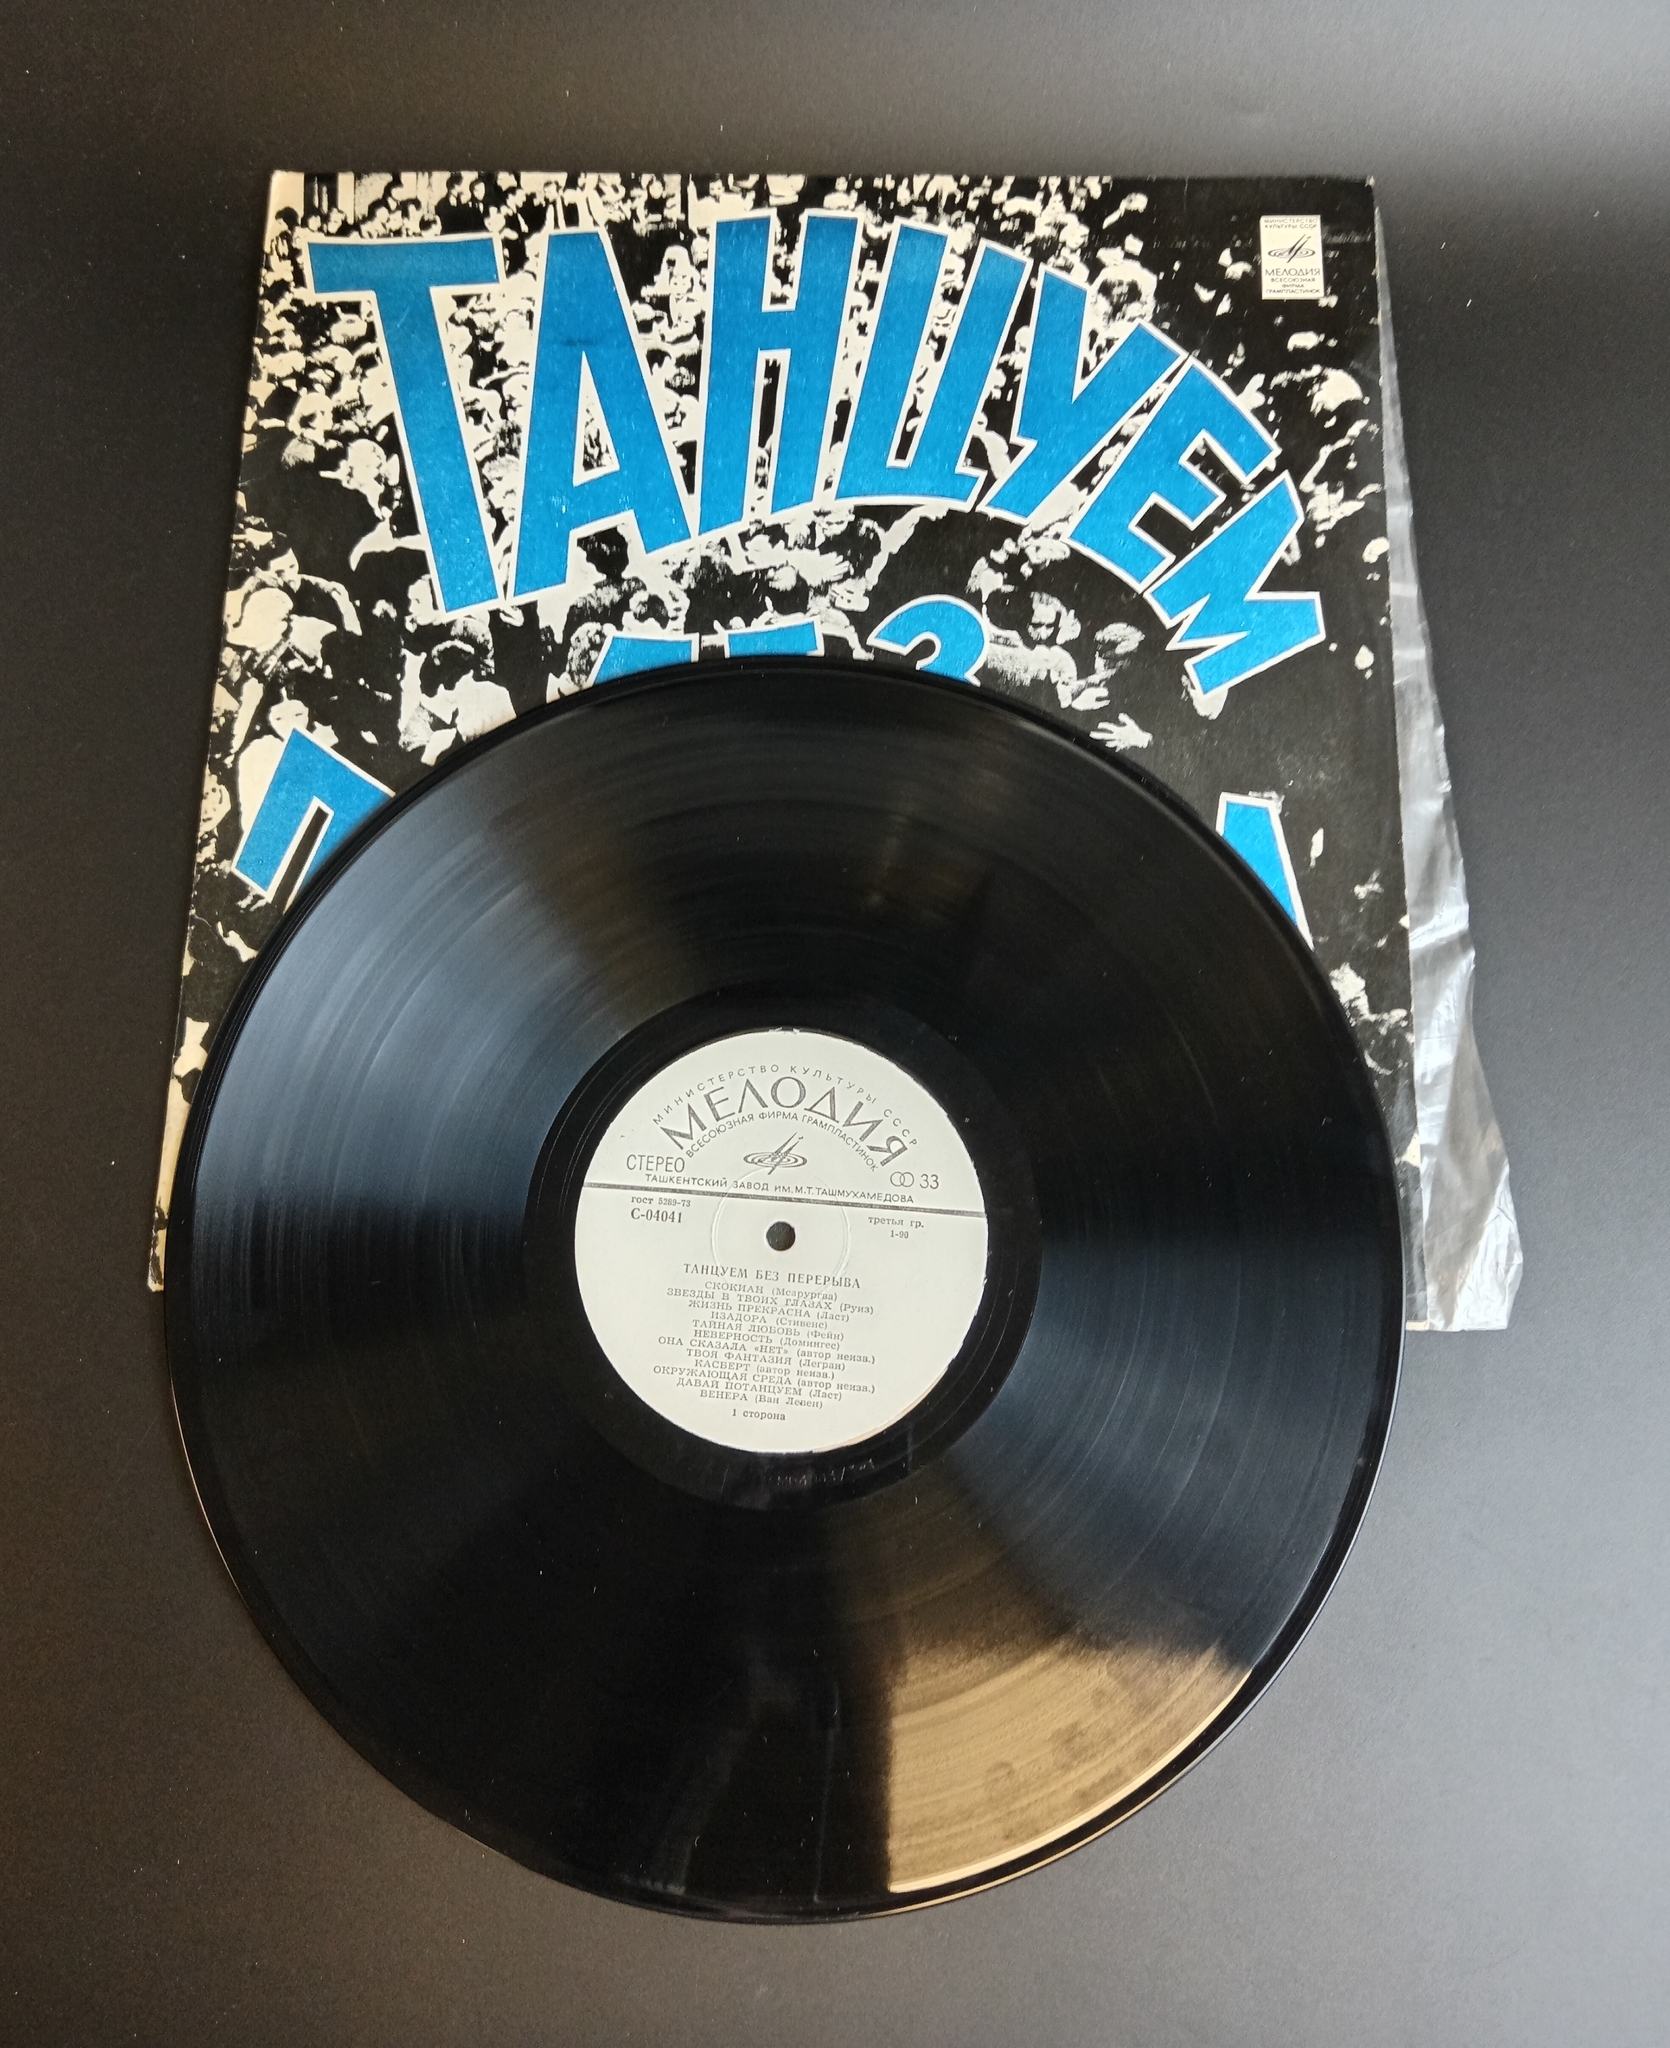 ТАНЦУЕМ
МИНИСТЕРСТВО
КУЛЬТУРЫ СССР
МЕЛОДИЯ
ВСЕСОЮЗНАЯ
ФИРМА
ГРАМПЛАСТИНОК
МИНИСТЕРСТВО КУЛЬТУРЫ СССР
МЕЛОДИЯ
ВСЕСОЮЗНАЯ ФИРМА ГРАМПЛАСТИНОК
СТЕРЕО
33
ТАШКЕНТСКИЙ ЗАВОД ИМ. М.Т. ТАШМУХАМЕДОВА
ГОСТ 5289-73
С-04041
третья гр.
1-90
ТАНЦУЕМ БЕЗ ПЕРЕРЫВА
СКОКИАН (Мсарургва)
ЗВЕЗДЫ В ТВОИХ ГЛАЗАХ (Руиз)
ЖИЗНЬ ПРЕКРАСНА (Ласт)
ИЗАДОРА (Стивенс)
ТАЙНАЯ ЛЮБОВЬ (Фейн)
НЕВЕРНОСТЬ (Домингес)
ОНА СКАЗАЛА «НЕТ» (автор неизв.)
ТВОЯ ФАНТАЗИЯ (Легран)
КАСБЕРТ (автор неизв.)
ОКРУЖАЮЩАЯ СРЕДА (автор неизв.)
ДАВАЙ ПОТАНЦУЕМ (Ласт)
ВЕНЕРА (Ван Левен)
1 сторона